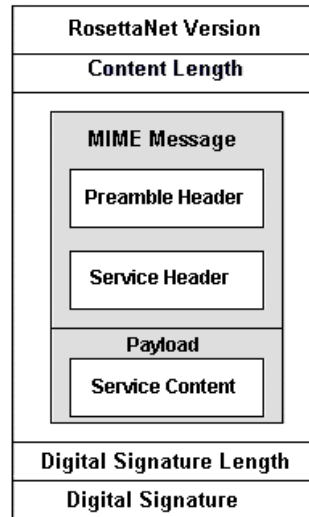 RosettaNet Version
Content Length
MIME Message
Preamble Header
Service Header
Payload
Service Content
Digital Signature Length
Digital Signature